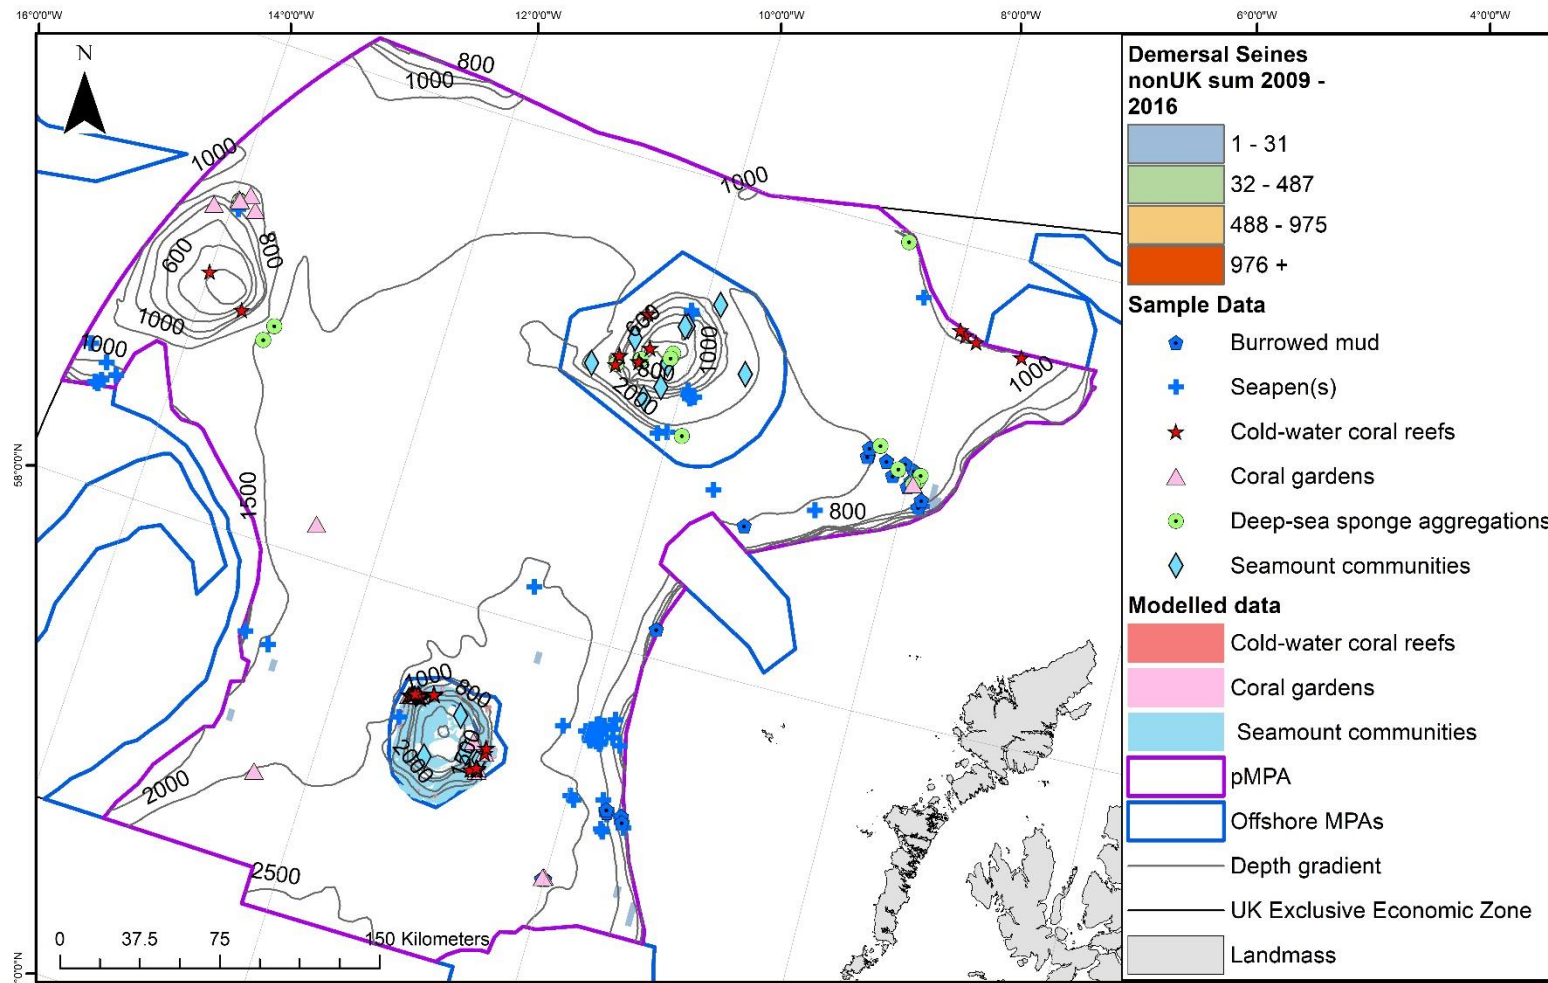 16°0'0"W 14°0'0"W 12°0'0"W 10°0'0"W 8°0'0"W 6°0'0"W 4°0'0"W
N
800
1000
1000
1000
600
800
1000
1000
600
1000
800
2000
1000
58°0'0"N
1500
800
1000
800
2000
1500
2000
2500
0 37.5 75 150 Kilometers
Demersal Seines
nonUK sum 2009 -
2016
1 - 31
32 - 487
488 - 975
976 +
Sample Data
Burrowed mud
Seapen(s)
Cold-water coral reefs
Coral gardens
Deep-sea sponge aggregations
Seamount communities
Modelled data
Cold-water coral reefs
Coral gardens
Seamount communities
pMPA
Offshore MPAs
Depth gradient
UK Exclusive Economic Zone
Landmass